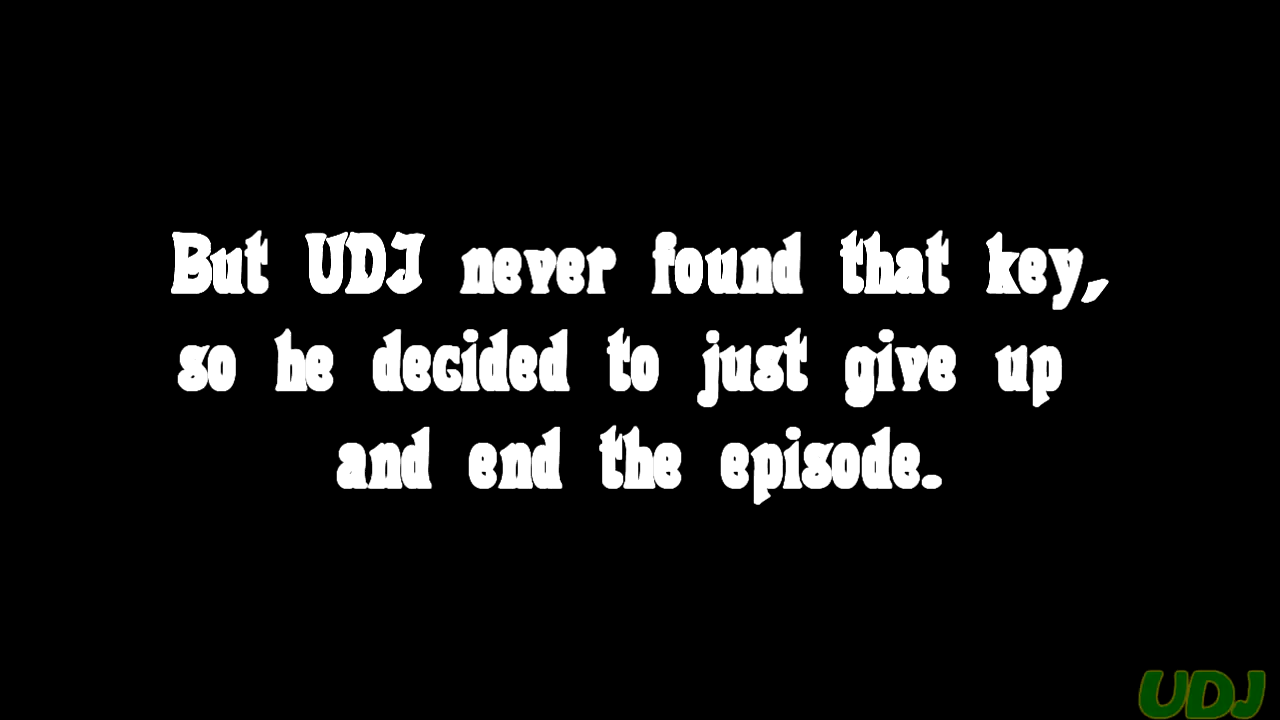 But UDJ never found that key,
so he decided to just give up
and end the episode.
UDJ